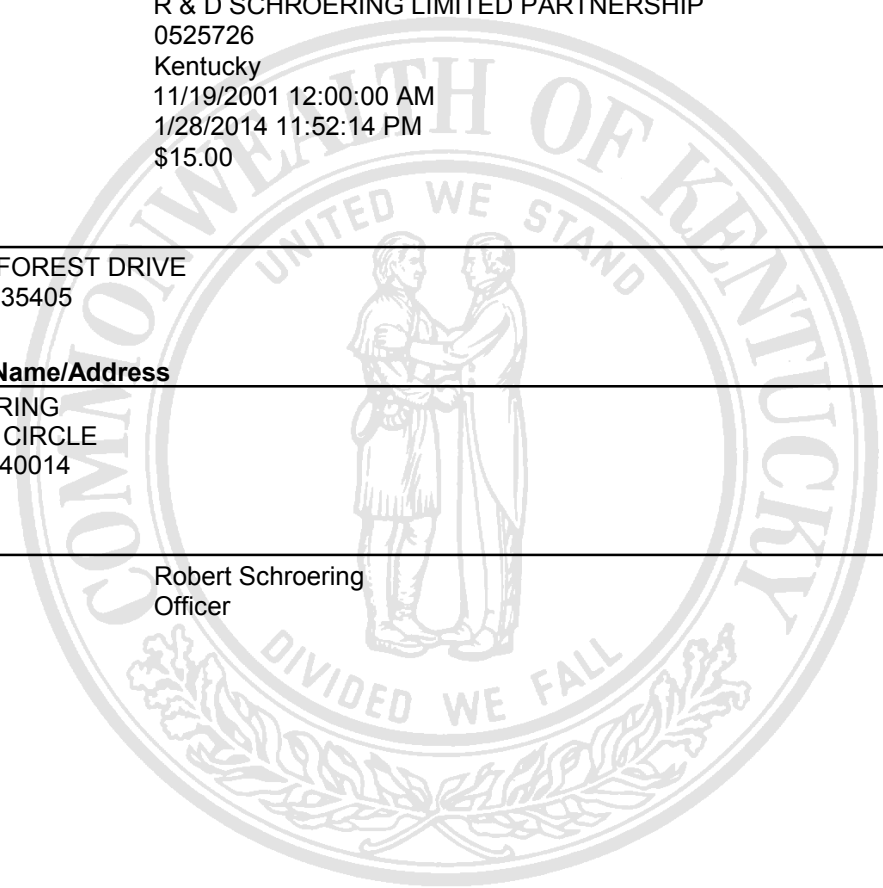 R & D SCHROERING LIMITED PARTNERSHIP
0525726
Kentucky
11/19/2001 12:00:00 AM
1/28/2014 11:52:14 PM
$15.00
COMMONWEALTH OF KENTUCKY
UNITED WE STAND
FOREST DRIVE
35405
Name/Address
RING
CIRCLE
40014
Robert Schroering
Officer
DIVIDED WE FALL